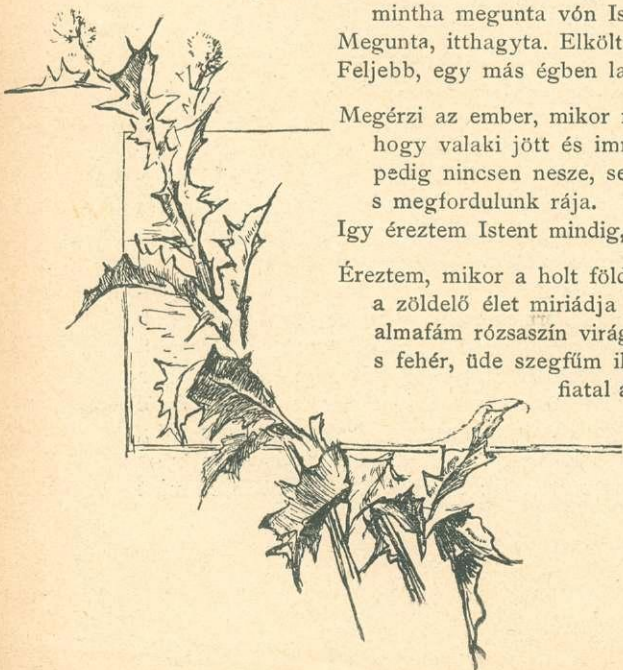 mintha megunta vón Is
Megunta, itthagyta. Elkölt
Feljebb, egy más égben la
Megérzi az ember, mikor
hogy valaki jött és im
pedig nincsen nesze, se
s megfordulunk rája.
Igy éreztem Istent mindig,
Éreztem, mikor a holt föld
a zöldelő élet miriádja
almafám rózsaszín virág
s fehér, üde szegfűm il
fiatal a